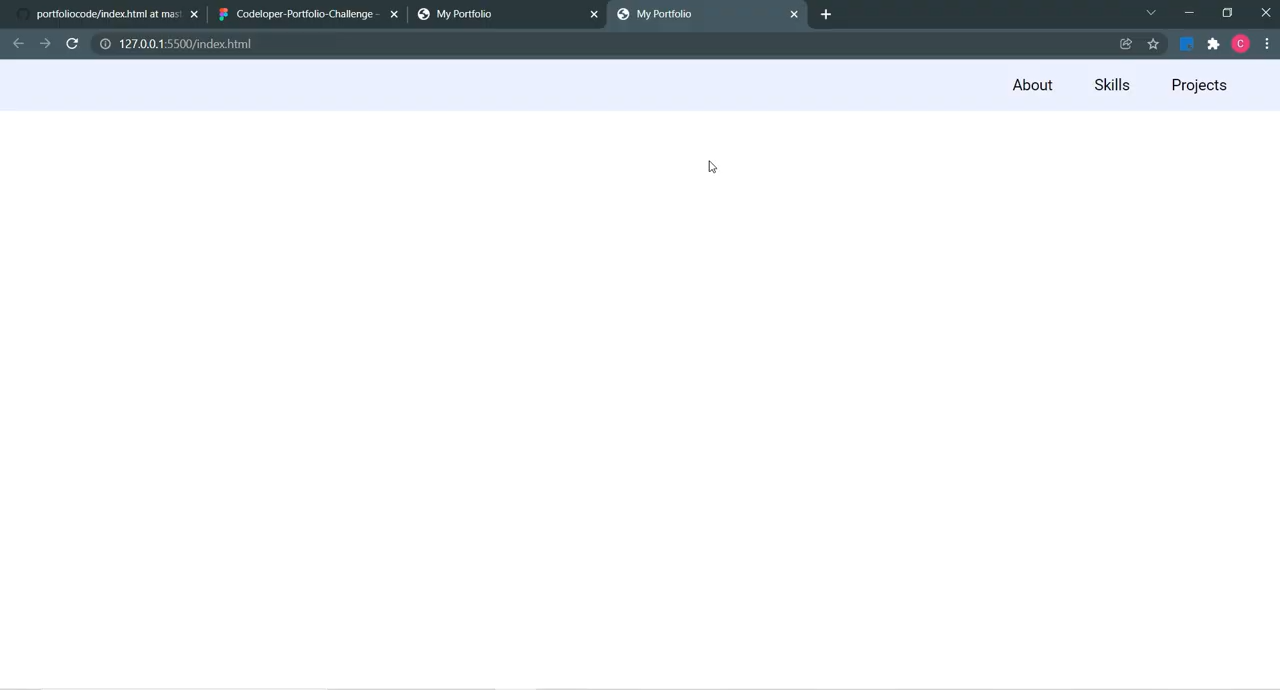 portfoliocode/index.html at mast
Codeloper-Portfolio-Challenge –
My Portfolio
My Portfolio
127.0.0.1:5500/index.html
C
About Skills Projects